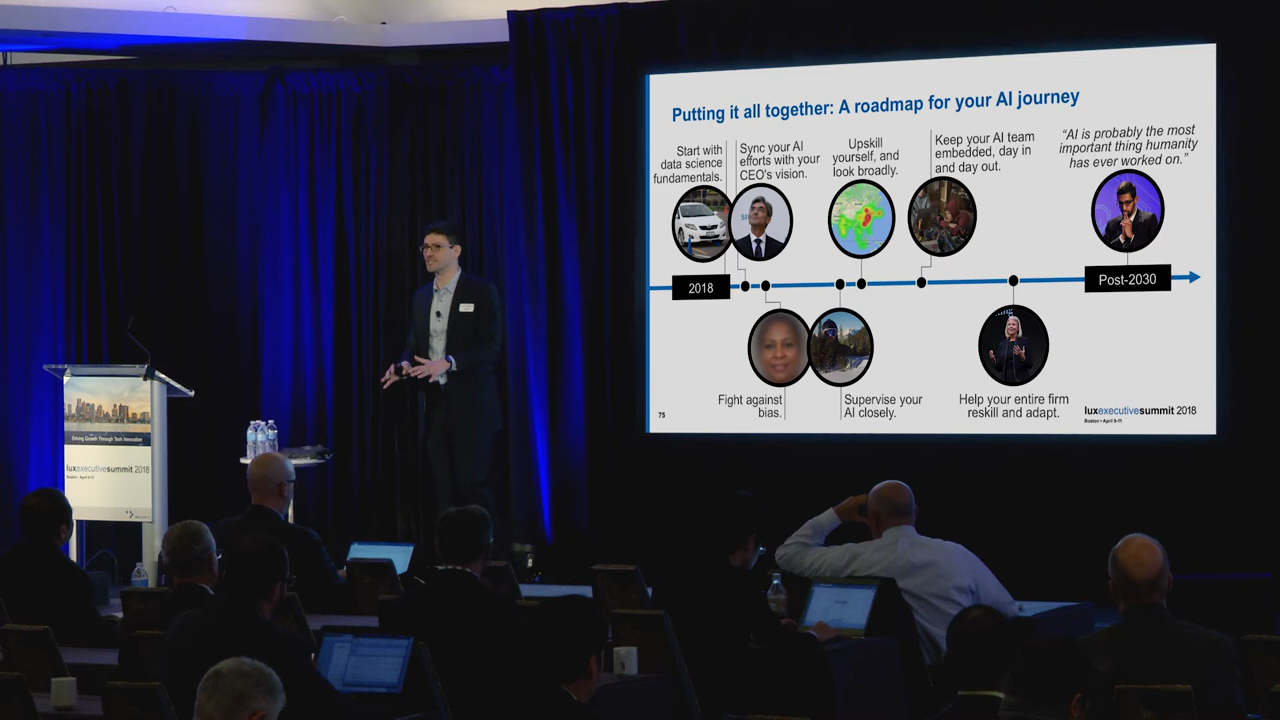 Putting it all together: A roadmap for your AI journey
Start with
data science
fundamentals.
Sync your AI
efforts with your
CEO's vision.
Upskill
yourself, and
look broadly.
Keep your AI team
embedded, day in
and day out.
“AI is probably the most
important thing humanity
has ever worked on.”
2018
Post-2030
Fight against
bias.
Supervise your
AI closely.
Help your entire firm
reskill and adapt.
75
luxexecutivesummit 2018
Boston • April 9-11
Driving Growth Through Tech Innovation
luxexecutivesummit 2018
Boston • April 9-11